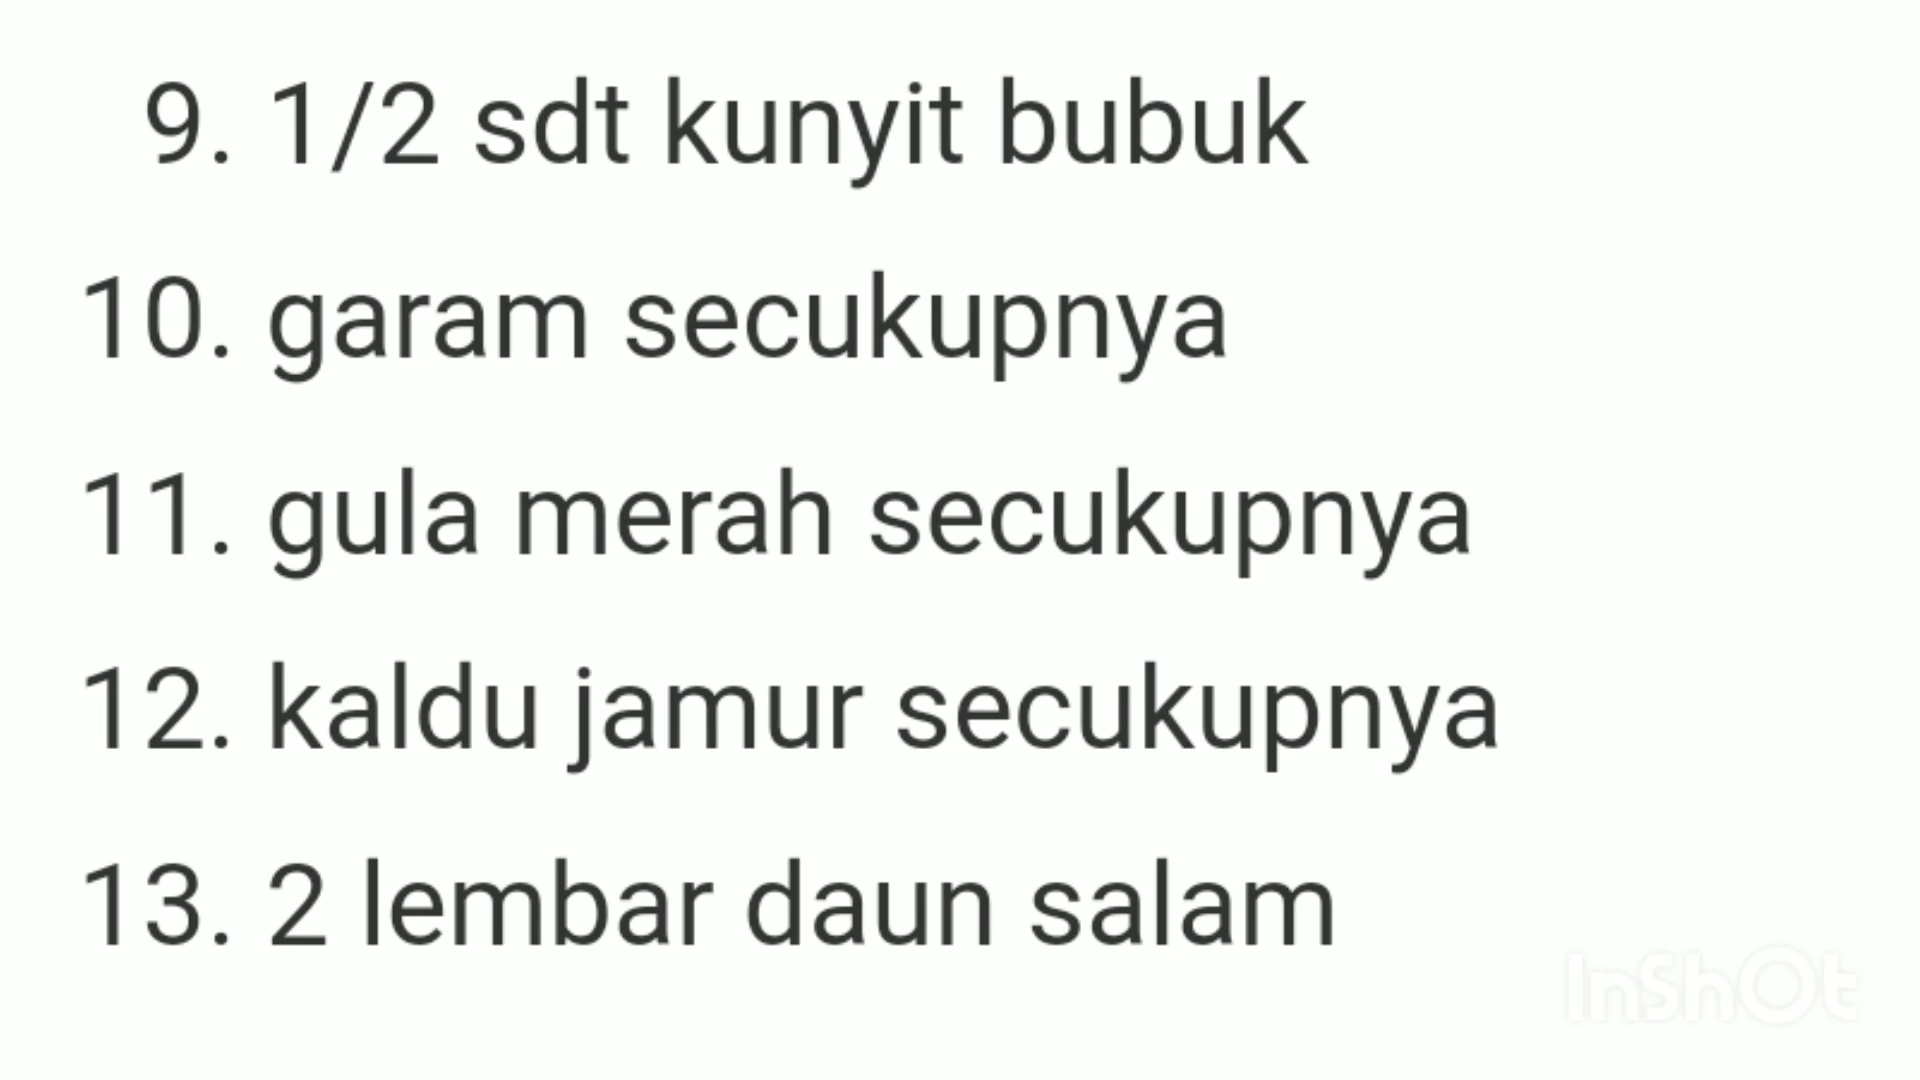 9. 1/2 sdt kunyit bubuk
10. garam secukupnya
11. gula merah secukupnya
12. kaldu jamur secukupnya
13. 2 lembar daun salam
InShOt